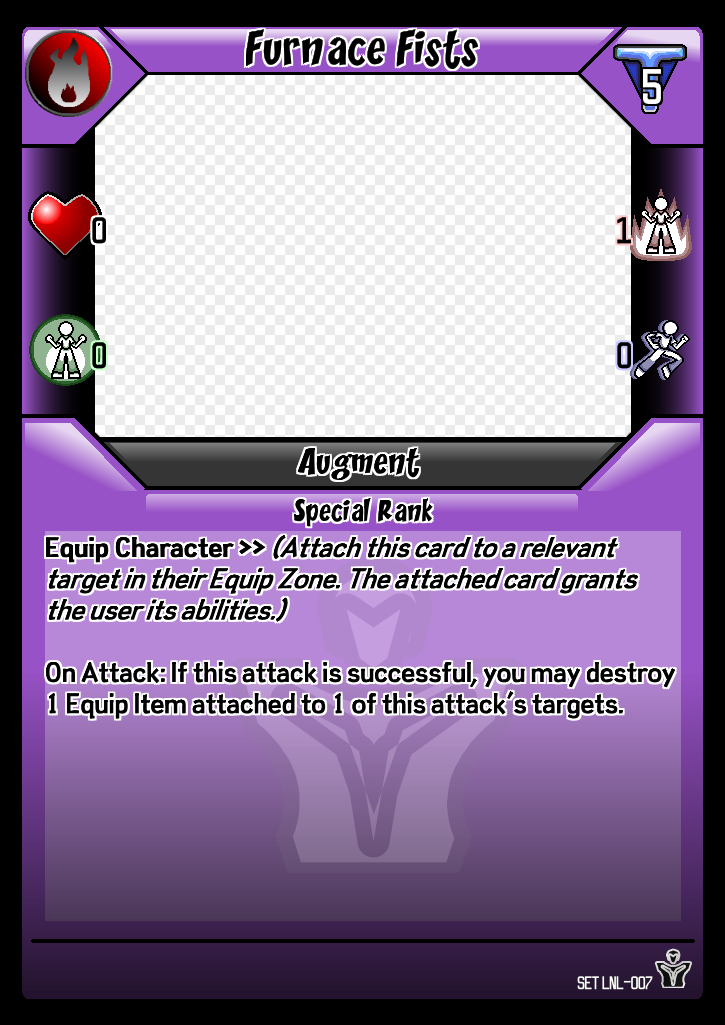 Furnace Fists
5
0
1
0
0
Augment
Special Rank
Equip Character >> (Attach this card to a relevant
target in their Equip Zone. The attached card grants
the user its abilities.)
On Attack: If this attack is successful, you may destroy
1 Equip Item attached to 1 of this attack's targets.
SET LNL-007